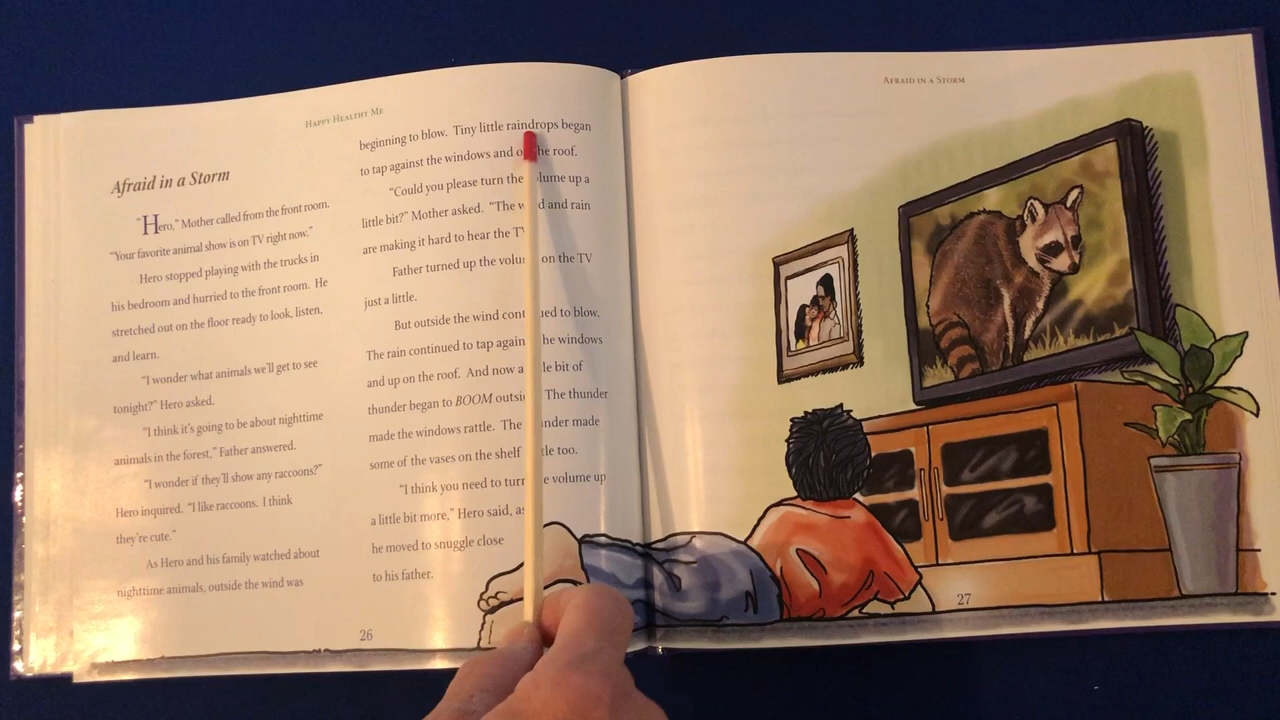 HAPPY HEALTHY ME
Afraid in a Storm
"Hero," Mother called from the front room.
"Your favorite animal show is on TV right now."
Hero stopped playing with the trucks in
his bedroom and hurried to the front room. He
stretched out on the floor ready to look, listen,
and learn.
"I wonder what animals we'll get to see
tonight?" Hero asked.
"I think it's going to be about nighttime
animals in the forest," Father answered.
"I wonder if they'll show any raccoons?"
Hero inquired. "I like raccoons. I think
they're cute."
As Hero and his family watched about
nighttime animals, outside the wind was
beginning to blow. Tiny little raindrops began
to tap against the windows and the roof.
"Could you please turn the up a
little bit?" Mother asked. "The and rain
are making it hard to hear the
Father turned up the on the TV
just a little.
But outside the wind to blow.
The rain continued to tap windows
and up on the roof. And now a bit of
thunder began to BOOM The thunder
made the windows rattle. The made
some of the vases on the shelf too.
"I think you need to volume up
a little bit more," Hero said,
he moved to snuggle close
to his father.
26
AFRAID IN A STORM
27